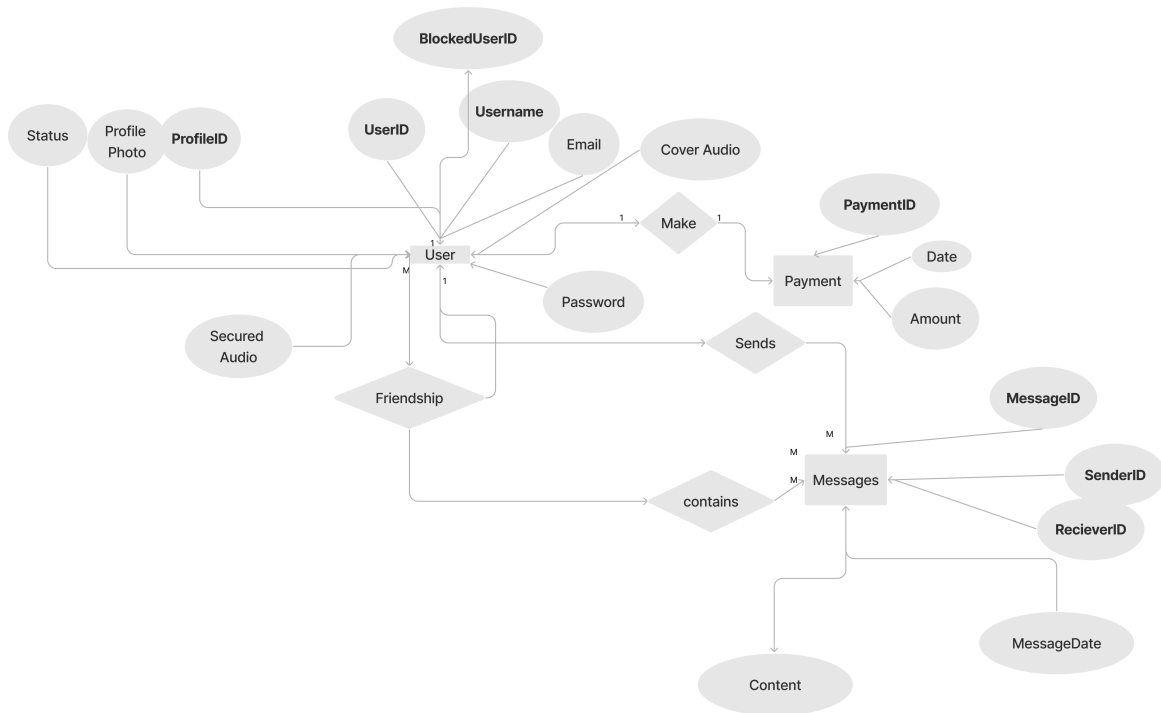 BlockedUserID
Username
UserID
Status
Profile
Photo
ProfileID
Email
Cover Audio
PaymentID
1
Make
1
1
User
M
1
Date
Payment
Password
Amount
Secured
Audio
Sends
Friendship
MessageID
M
M
M
Messages
SenderID
contains
RecieverID
MessageDate
Content